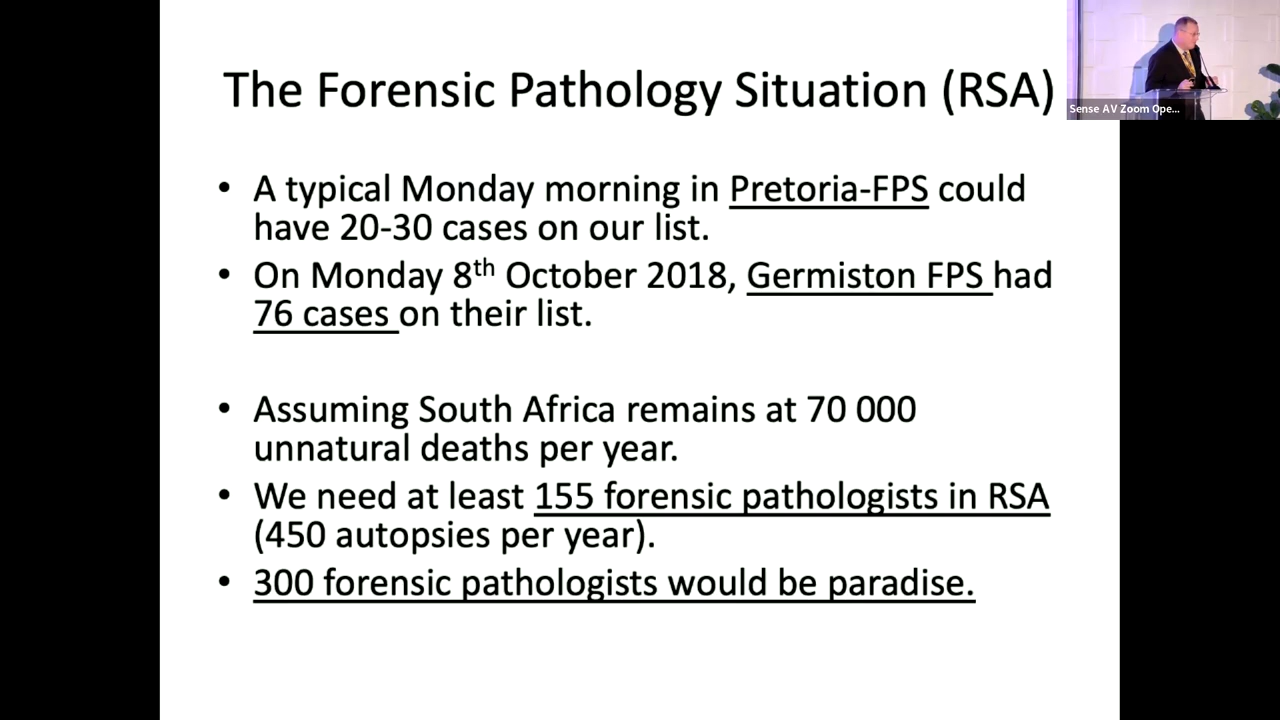 The Forensic Pathology Situation (RSA)
Sense AV Zoom Ope...
• A typical Monday morning in Pretoria-FPS could
have 20-30 cases on our list.
• On Monday 8th October 2018, Germiston FPS had
76 cases on their list.
• Assuming South Africa remains at 70 000
unnatural deaths per year.
• We need at least 155 forensic pathologists in RSA
(450 autopsies per year).
• 300 forensic pathologists would be paradise.